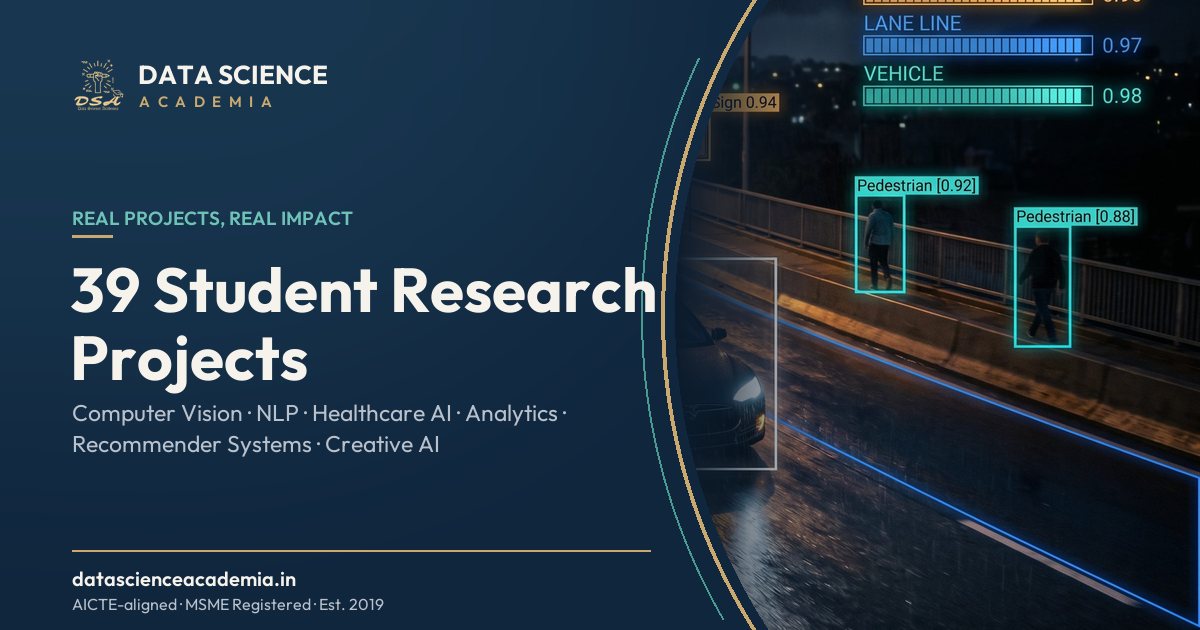 DSA
DATA SCIENCE
ACADEMIA
REAL PROJECTS, REAL IMPACT
39 Student Research
Projects
Computer Vision · NLP · Healthcare AI · Analytics ·
Recommender Systems · Creative AI
datascienceacademia.in
AICTE-aligned · MSME Registered · Est. 2019
LANE LINE 0.97
VEHICLE 0.98
Sign 0.94
Pedestrian [0.92]
Pedestrian [0.88]